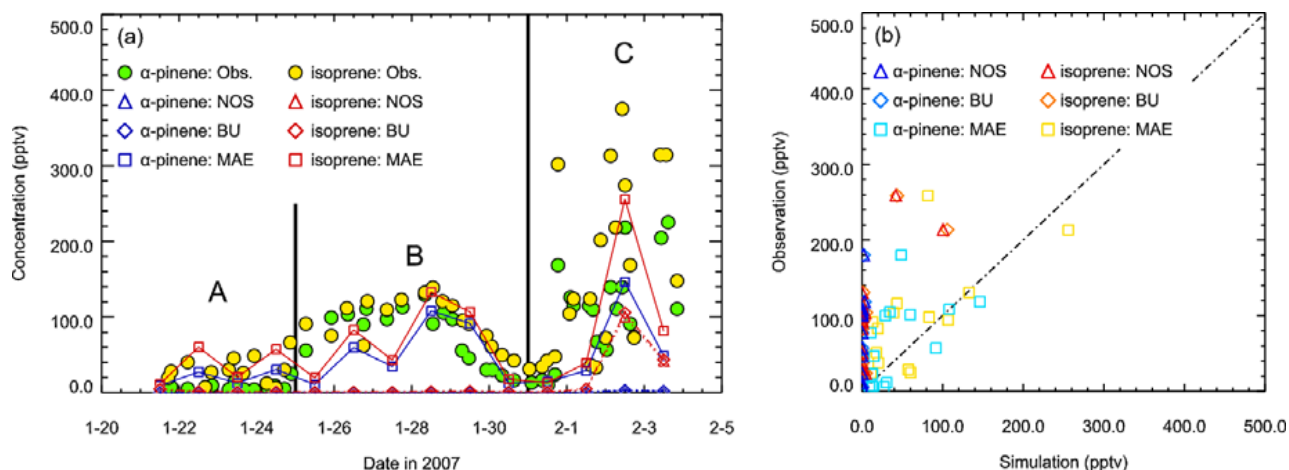 (a)
α-pinene: Obs.
α-pinene: NOS
α-pinene: BU
α-pinene: MAE
isoprene: Obs.
isoprene: NOS
isoprene: BU
isoprene: MAE
A
B
C
500.0
400.0
300.0
200.0
100.0
0.0
Concentration (pptv)
1-20 1-22 1-24 1-26 1-28 1-30 2-1 2-3 2-5
Date in 2007
(b)
α-pinene: NOS
α-pinene: BU
α-pinene: MAE
isoprene: NOS
isoprene: BU
isoprene: MAE
500.0
400.0
300.0
200.0
100.0
0.0
Observation (pptv)
0.0 100.0 200.0 300.0 400.0 500.0
Simulation (pptv)